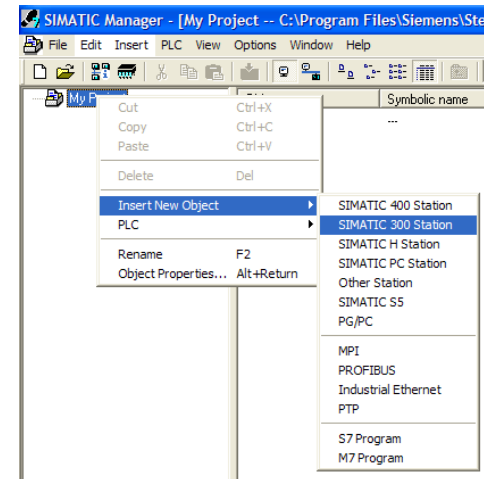 SIMATIC Manager - [My Project -- C:\Program Files\Siemens\Ste
File Edit Insert PLC View Options Window Help
My P
Symbolic name
---
Cut Ctrl+X
Copy Ctrl+C
Paste Ctrl+V
Delete Del
Insert New Object
PLC
Rename F2
Object Properties... Alt+Return
SIMATIC 400 Station
SIMATIC 300 Station
SIMATIC H Station
SIMATIC PC Station
Other Station
SIMATIC S5
PG/PC
MPI
PROFIBUS
Industrial Ethernet
PTP
S7 Program
M7 Program